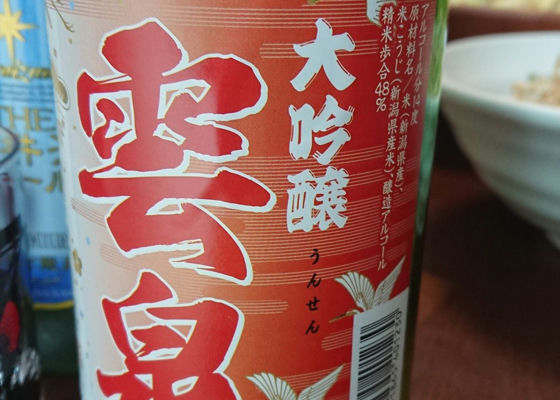 アルコール分14度
原材料名/米(新潟県産)、
米こうじ(新潟県産米)、醸造アルコール
精米歩合48%
大吟醸
うんせん
雲泉